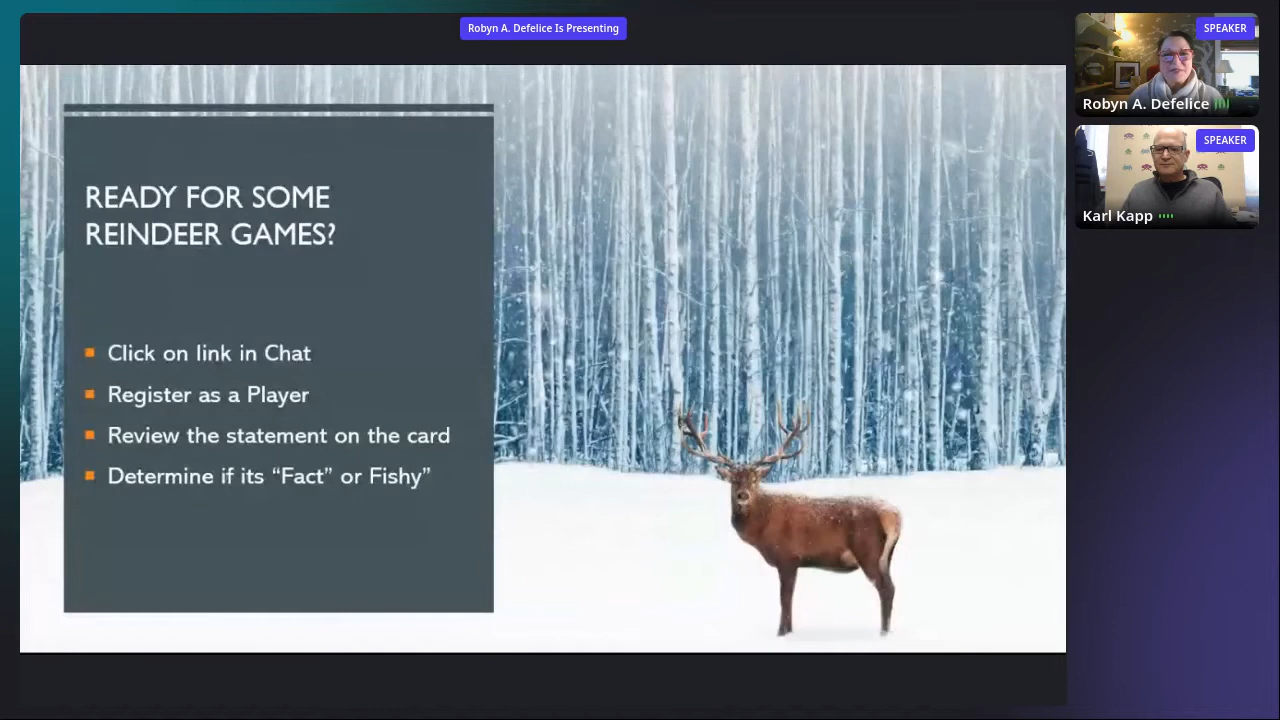 Robyn A. Defelice Is Presenting
READY FOR SOME
REINDEER GAMES?
Click on link in Chat
Register as a Player
Review the statement on the card
Determine if its “Fact” or Fishy”
SPEAKER
Robyn A. Defelice
SPEAKER
Karl Kapp